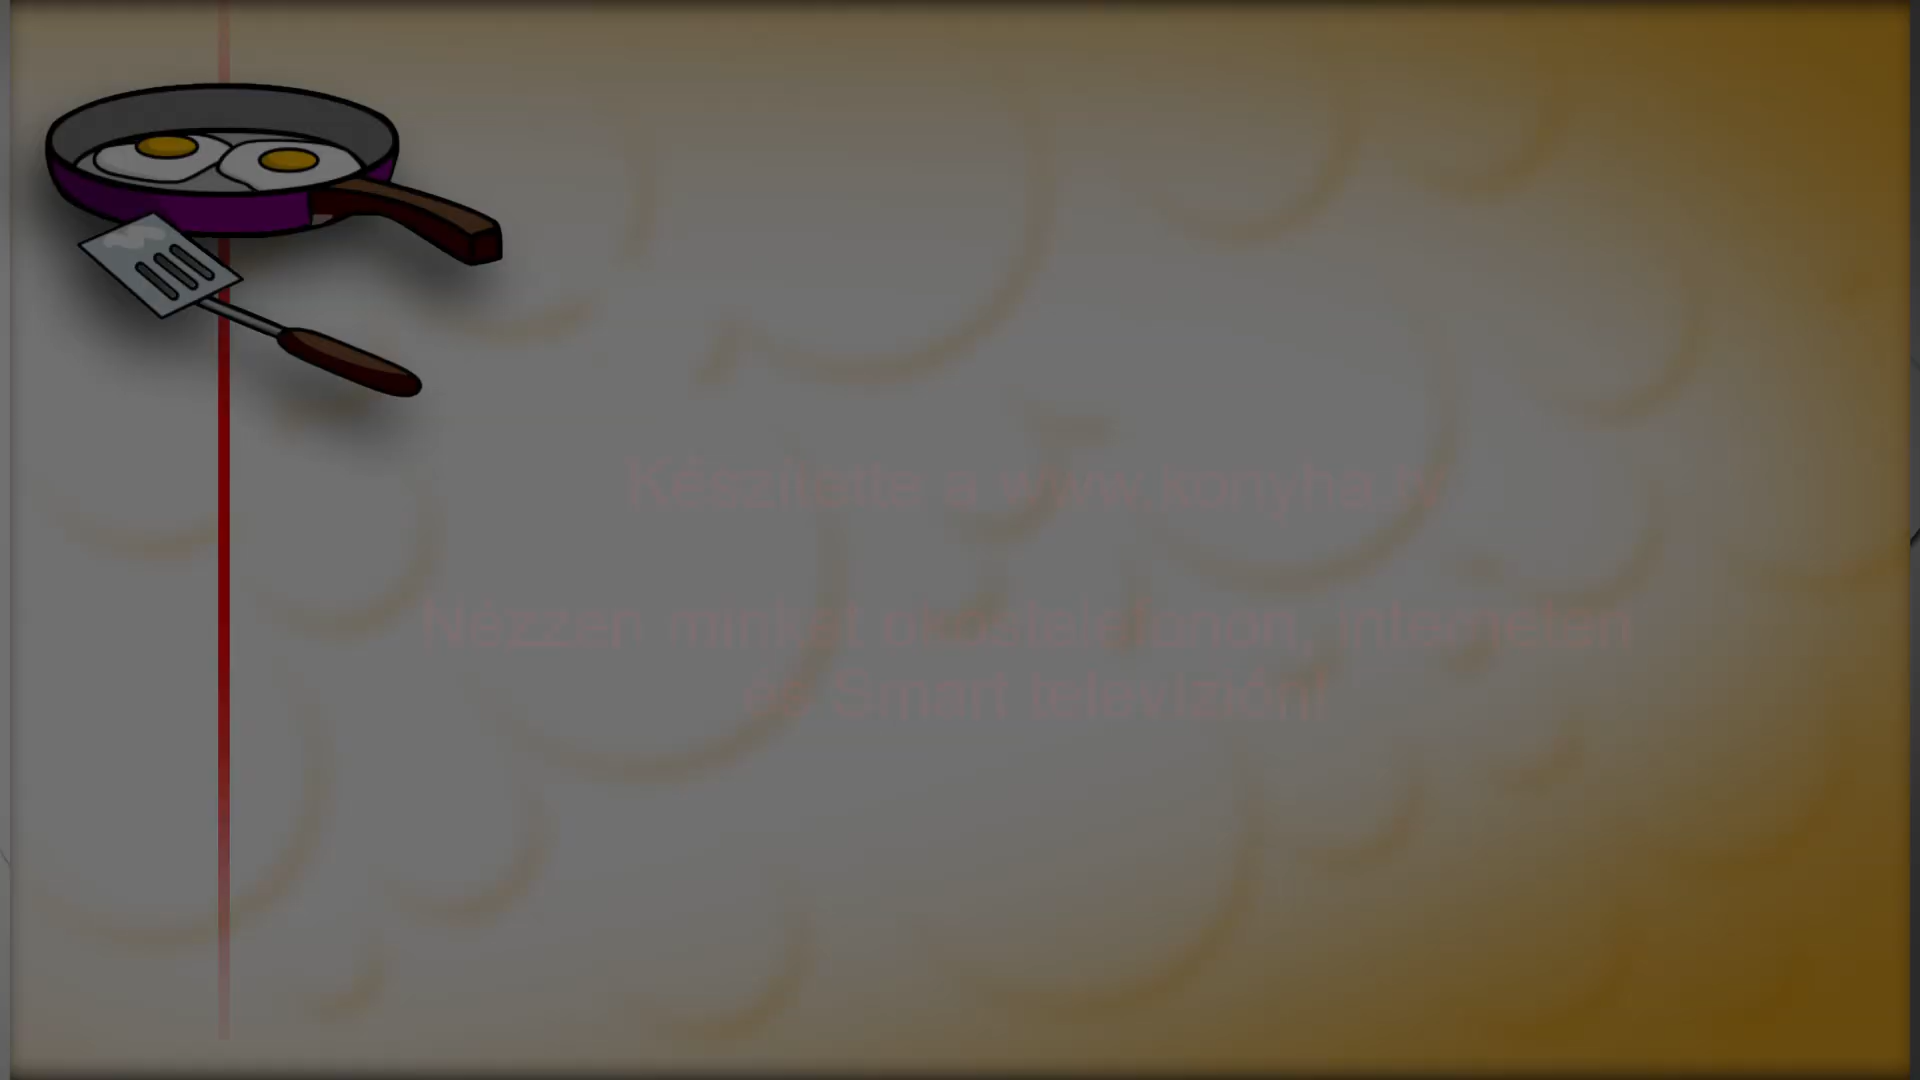 Készítette a www.konyha.tv
Nézzen minket okostelefonon, interneten
és Smart televízión!